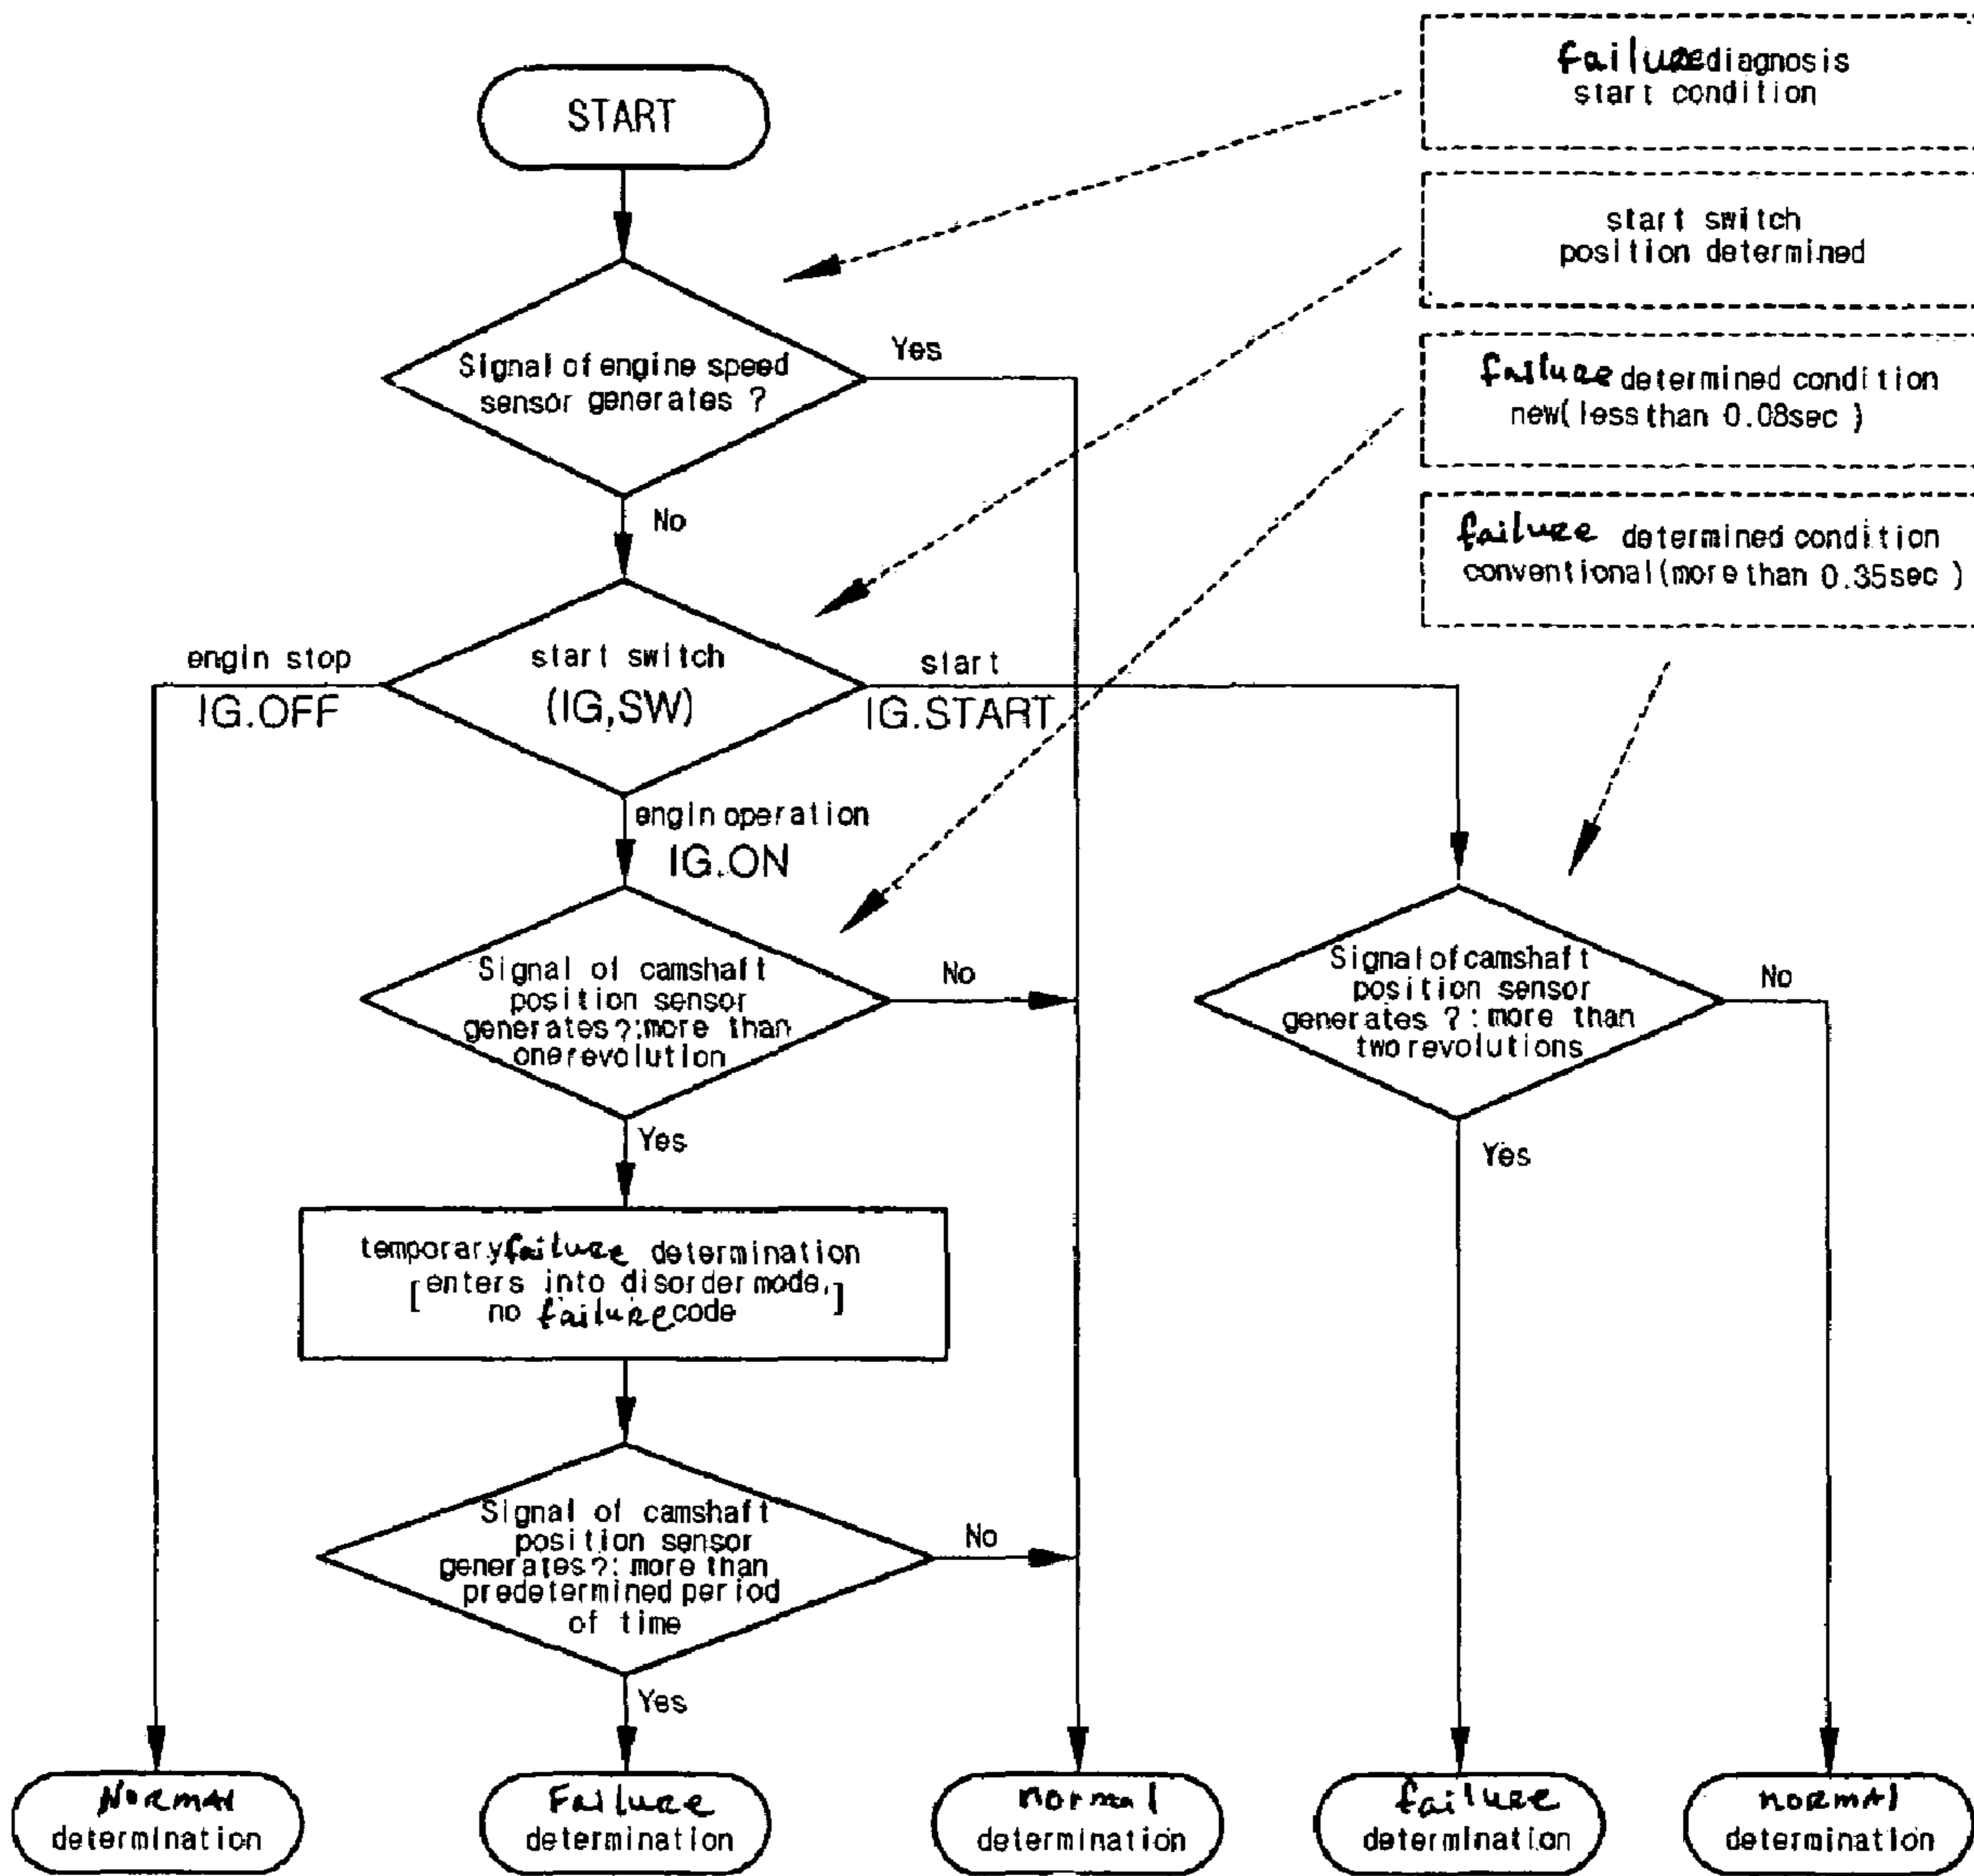 START
failure diagnosis
start condition
start switch
position determined
failure determined condition
new(less than 0.08sec )
failure determined condition
conventional(more than 0.35sec )
Signal of engine speed
sensor generates ?
Yes
No
engin stop
IG.OFF
start switch
(IG,SW)
start
IG.START
engin operation
IG.ON
Signal of camshaft
position sensor
generates ?:more than
one revolution
No
Yes
Signal of camshaft
position sensor
generates ? : more than
two revolutions
No
Yes
temporary failure determination
[enters into disorder mode,]
no failure code
Signal of camshaft
position sensor
generates ?: more than
predetermined period
of time
No
Yes
NORMAL
determination
Failure
determination
normal
determination
failure
determination
normal
determination